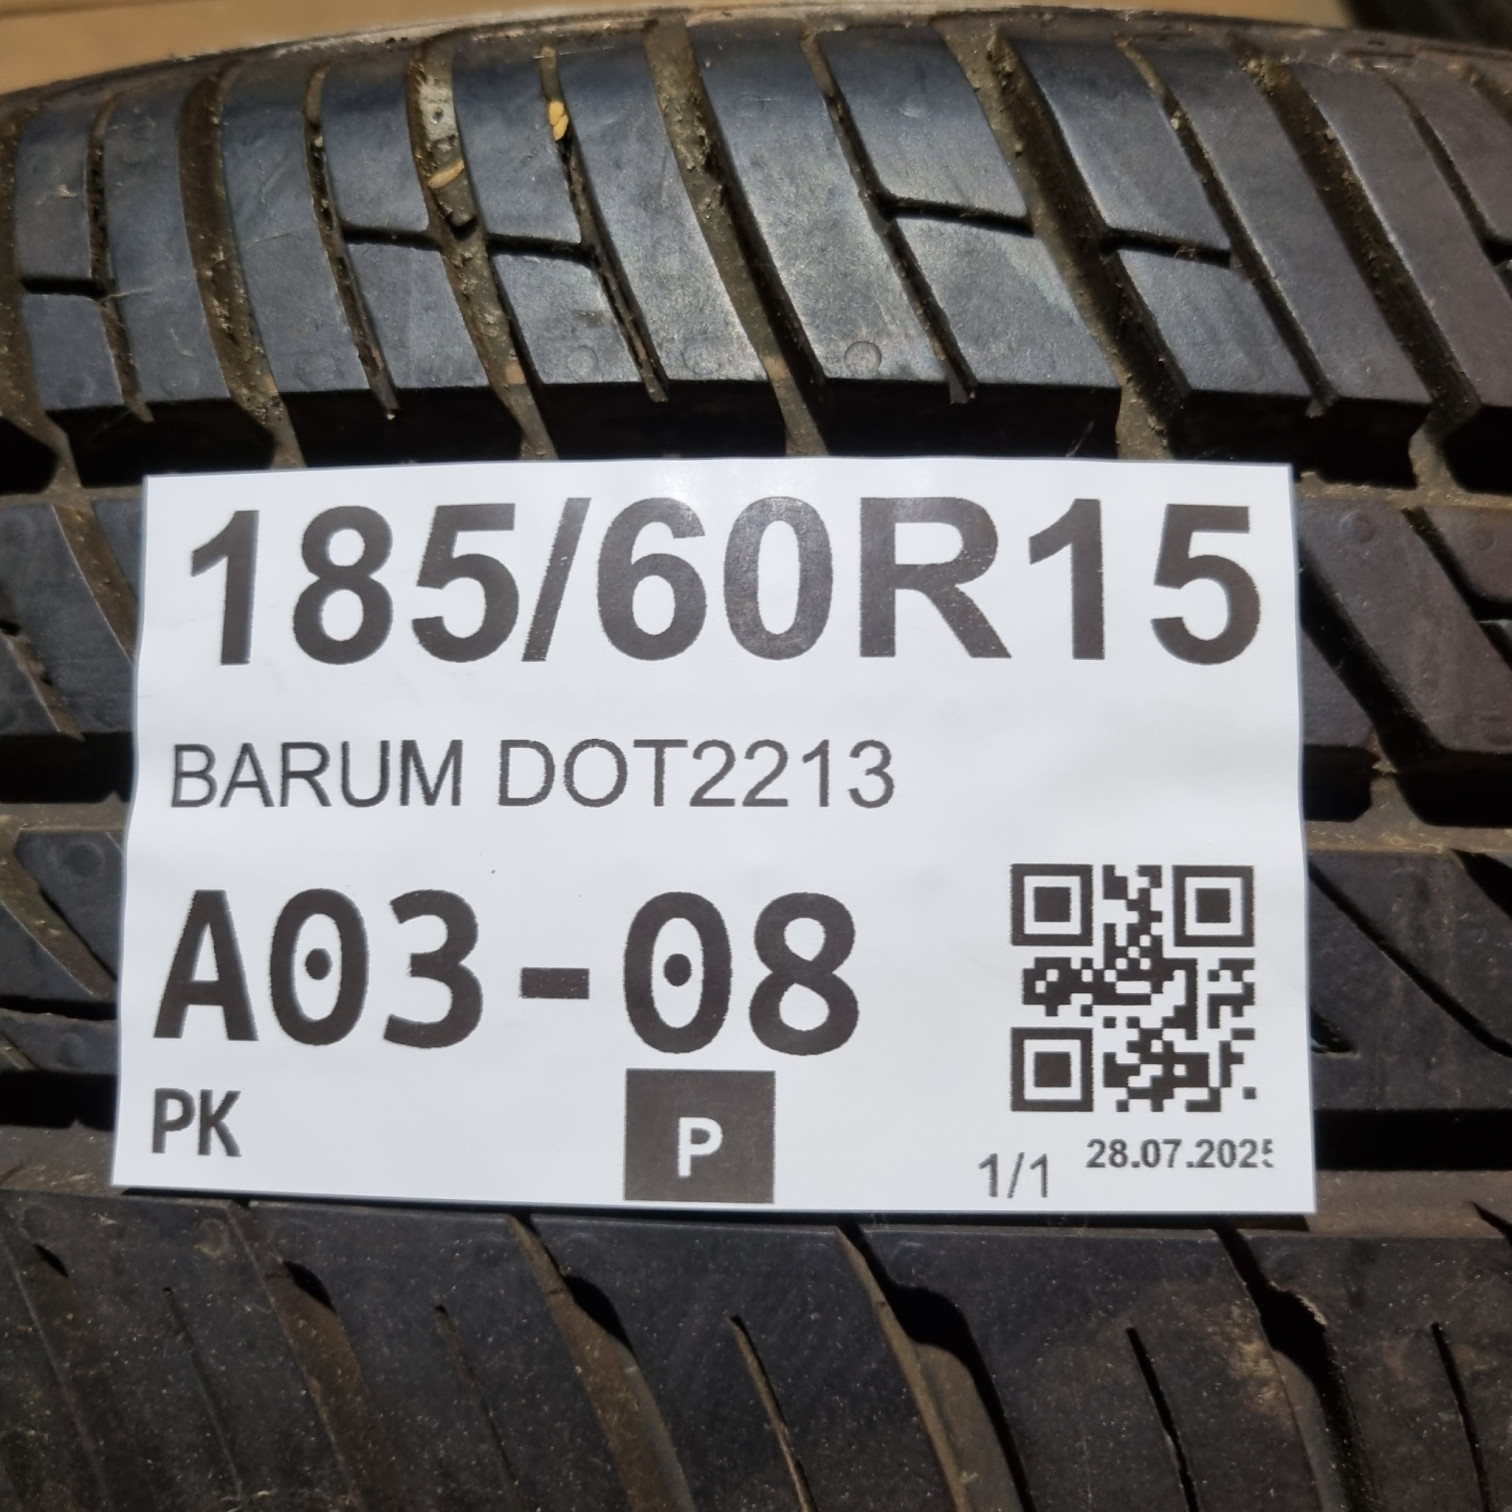 185/60R15
BARUM DOT2213
A03-08
PK
P
1/1
28.07.2025